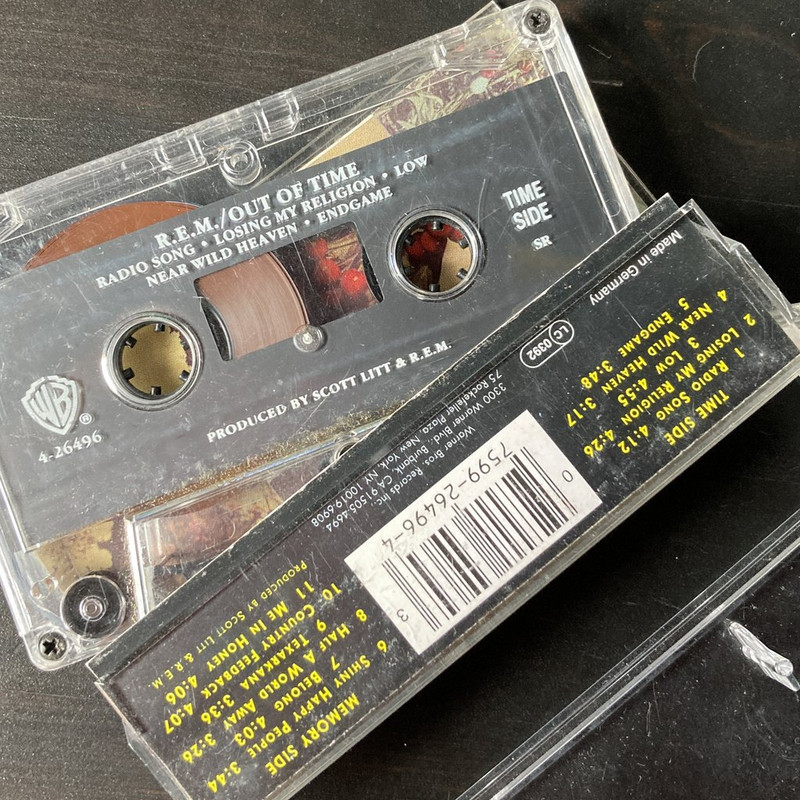 R.E.M./OUT OF TIME
RADIO SONG • LOSING MY RELIGION • LOW
NEAR WILD HEAVEN • ENDGAME
TIME
SIDE
SR
PRODUCED BY SCOTT LITT & R.E.M.
WB
®
4-26496
TIME SIDE
1 RADIO SONG 4:12
2 LOSING MY RELIGION 4:26
3 LOW 4:55
4 NEAR WILD HEAVEN 3:17
5 ENDGAME 3:48
Made in Germany
LC 0392
Warner Bros. Records Inc.,
3300 Warner Blvd., Burbank, CA 91505-4694
75 Rockefeller Plaza, New York, NY 10019-6908
0
7599-26496-4
3
MEMORY SIDE
6 SHINY HAPPY PEOPLE 3:44
7 BELONG 4:03
8 HALF A WORLD AWAY 3:26
9 TEXARKANA 3:36
10 COUNTRY FEEDBACK 4:07
11 ME IN HONEY 4:06
PRODUCED BY SCOTT LITT & R.E.M.